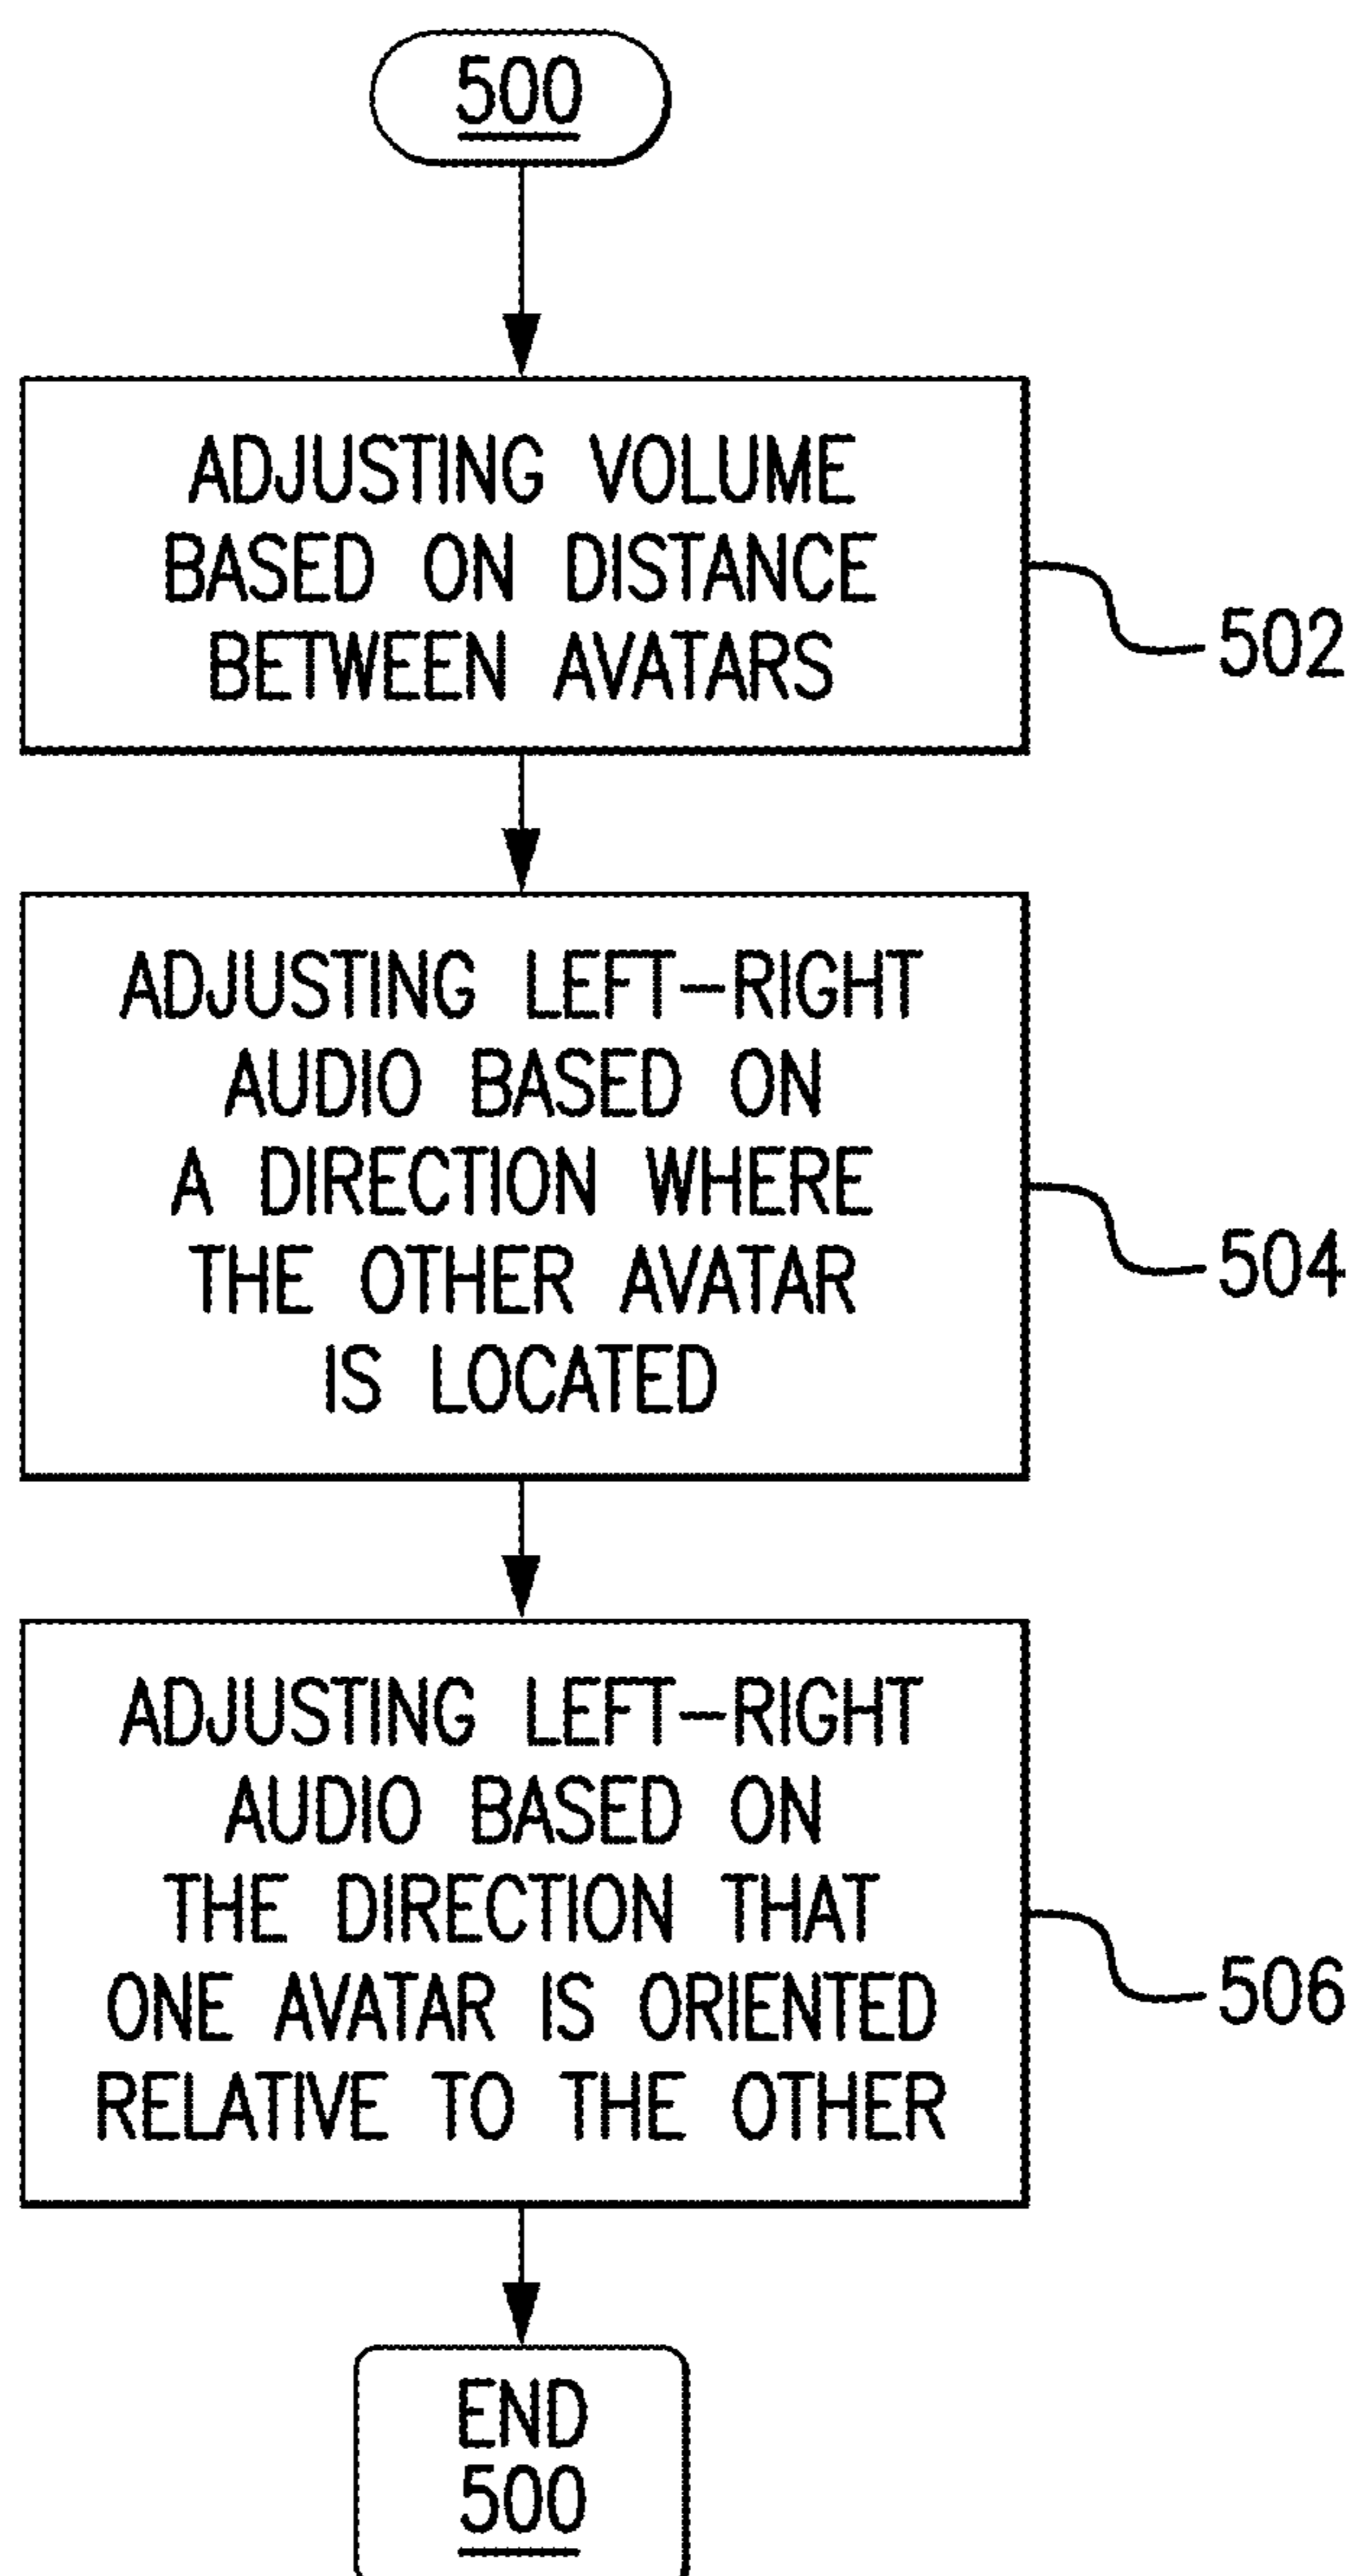 500
ADJUSTING VOLUME
BASED ON DISTANCE
BETWEEN AVATARS
502
ADJUSTING LEFT-RIGHT
AUDIO BASED ON
A DIRECTION WHERE
THE OTHER AVATAR
IS LOCATED
504
ADJUSTING LEFT-RIGHT
AUDIO BASED ON
THE DIRECTION THAT
ONE AVATAR IS ORIENTED
RELATIVE TO THE OTHER
506
END
500